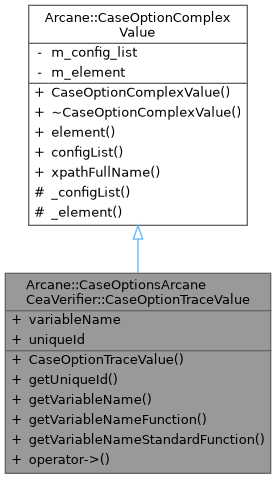 Arcane::CaseOptionComplex
Value
- m_config_list
- m_element
+ CaseOptionComplexValue()
+ ~CaseOptionComplexValue()
+ element()
+ configList()
+ xpathFullName()
# _configList()
# _element()
Arcane::CaseOptionsArcane
CeaVerifier::CaseOptionTraceValue
+ variableName
+ uniqueId
+ CaseOptionTraceValue()
+ getUniqueId()
+ getVariableName()
+ getVariableNameFunction()
+ getVariableNameStandardFunction()
+ operator->()